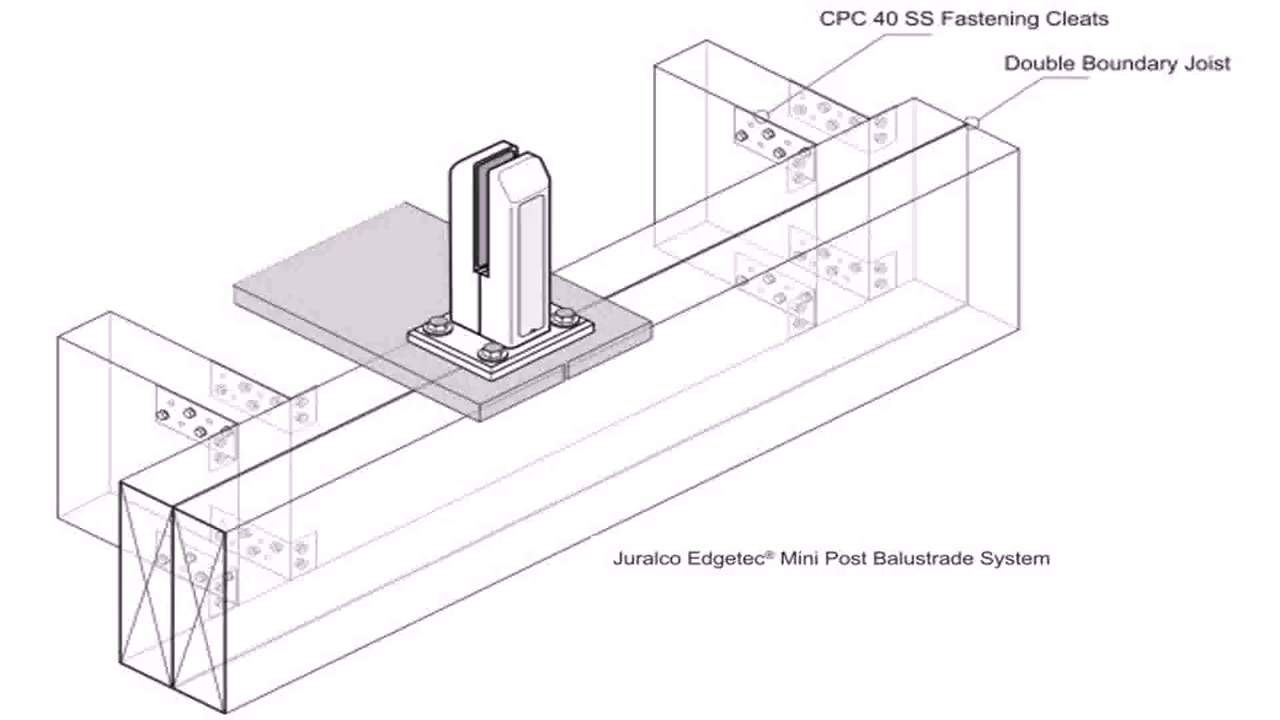 CPC 40 SS Fastening Cleats
Double Boundary Joist
Juralco Edgetec® Mini Post Balustrade System